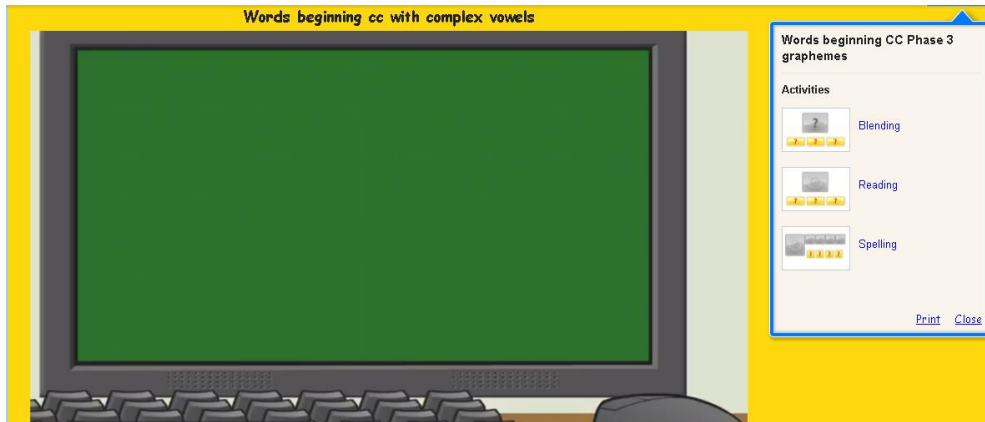 Words beginning cc with complex vowels
Words beginning CC Phase 3
graphemes
Activities
Blending
Reading
Spelling
Print Close